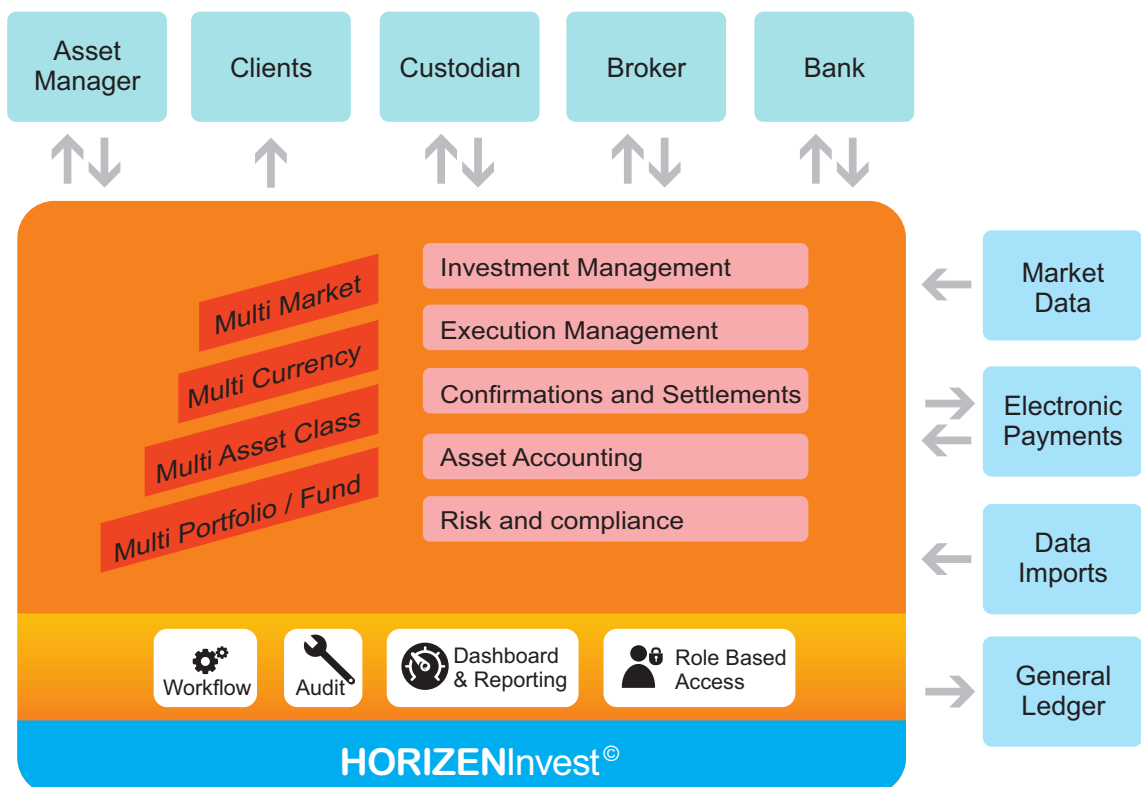 Asset
Manager
Clients
Custodian
Broker
Bank
Multi Market
Multi Currency
Multi Asset Class
Multi Portfolio / Fund
Investment Management
Execution Management
Confirmations and Settlements
Asset Accounting
Risk and compliance
Market
Data
Electronic
Payments
Data
Imports
General
Ledger
Workflow
Audit
Dashboard
& Reporting
Role Based
Access
HORIZENInvest©